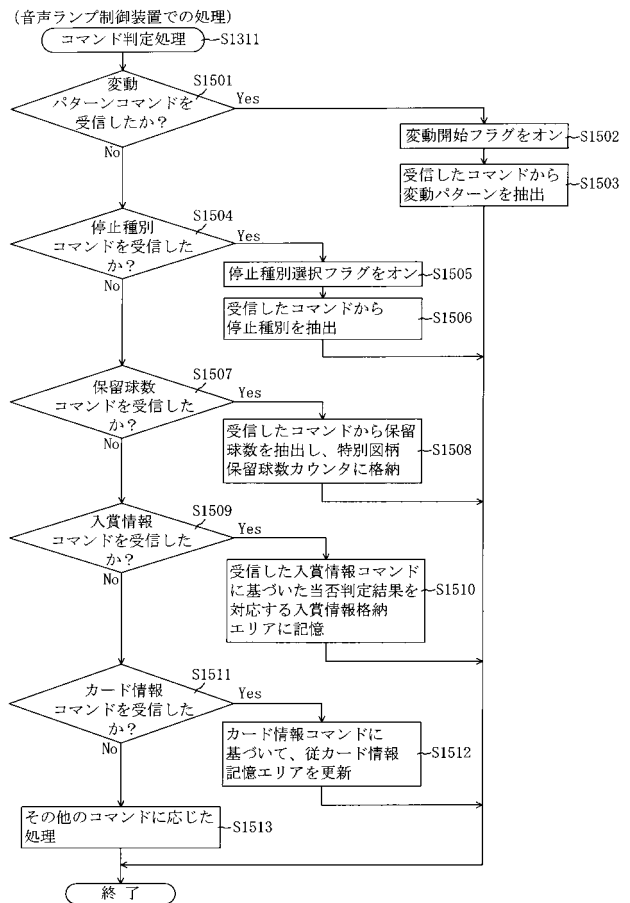 (音声ランプ制御装置での処理)
コマンド判定処理
S1311
変動
パターンコマンドを
受信したか？
S1501
Yes
No
変動開始フラグをオン
S1502
受信したコマンドから
変動パターンを抽出
S1503
停止種別
コマンドを受信した
か？
S1504
Yes
No
停止種別選択フラグをオン
S1505
受信したコマンドから
停止種別を抽出
S1506
保留球数
コマンドを受信した
か？
S1507
Yes
No
受信したコマンドから保留
球数を抽出し、特別図柄
保留球数カウンタに格納
S1508
入賞情報
コマンドを受信した
か？
S1509
Yes
No
受信した入賞情報コマンド
に基づいた当否判定結果を
対応する入賞情報格納
エリアに記憶
S1510
カード情報
コマンドを受信した
か？
S1511
Yes
No
カード情報コマンドに
基づいて、従カード情報
記憶エリアを更新
S1512
その他のコマンドに応じた
処理
S1513
終 了